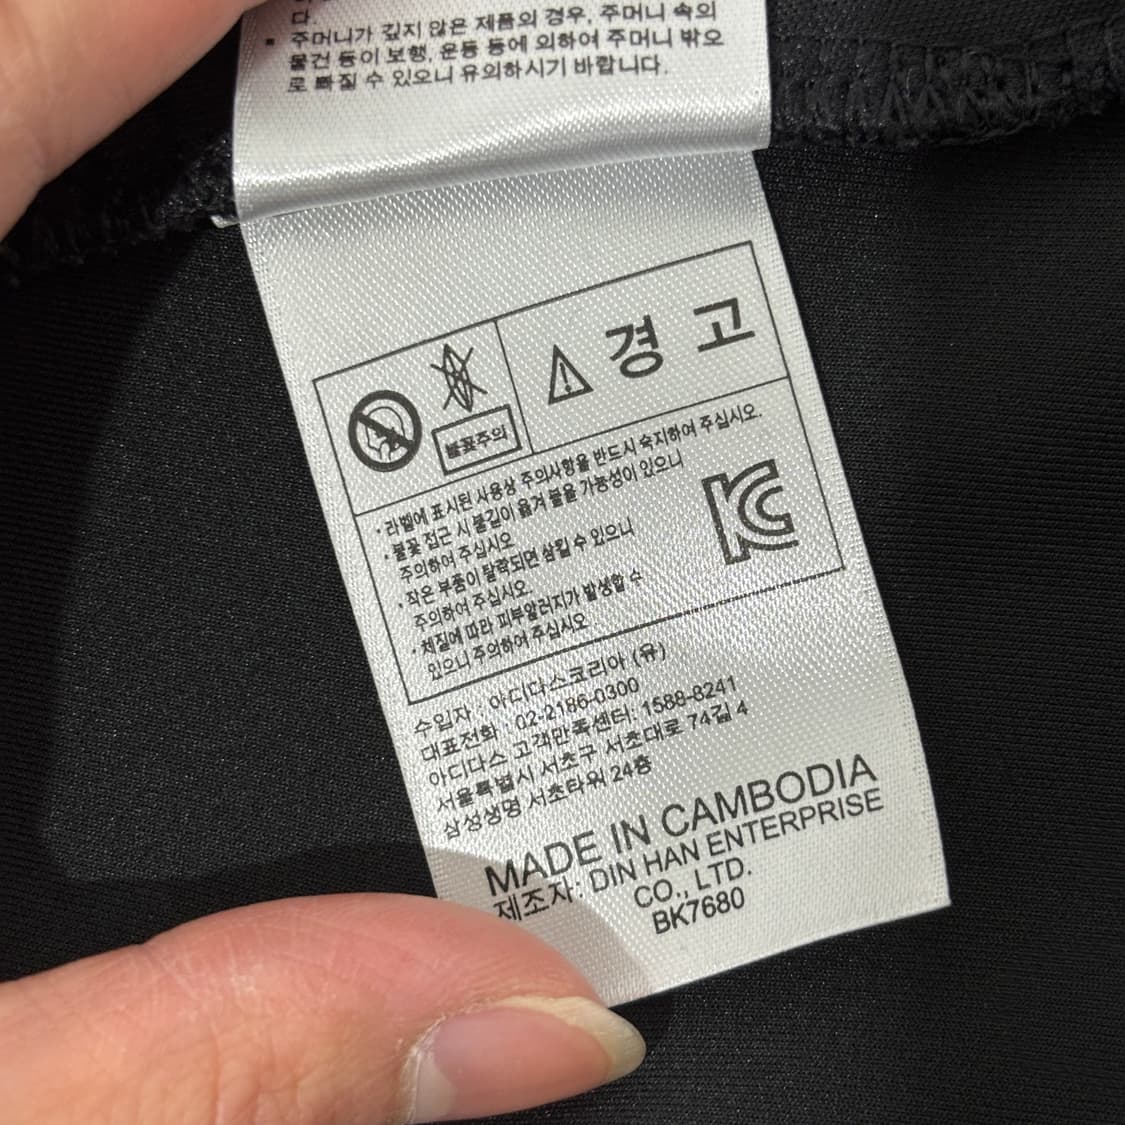 다.
▪ 주머니가 깊지 않은 제품의 경우, 주머니 속의
물건 등이 보행, 운동 등에 의하여 주머니 밖으
로 빠질 수 있으니 유의하시기 바랍니다.
불꽃주의
경 고
· 라벨에 표시된 사용상 주의사항을 반드시 숙지하여 주십시오.
· 불꽃 접근 시 불길이 옮겨 붙을 가능성이 있으니
주의하여 주십시오
· 작은 부품이 탈착되면 삼킬 수 있으니
주의하여 주십시오.
· 체질에 따라 피부알러지가 발생할 수
있으니 주의하여 주십시오
수입자 : 아디다스코리아 (유)
대표전화 : 02-2186-0300
아디다스 고객만족센터: 1588-8241
서울특별시 서초구 서초대로 74길 4
삼성생명 서초타워 24층
MADE IN CAMBODIA
제조자: DIN HAN ENTERPRISE
CO., LTD.
BK7680